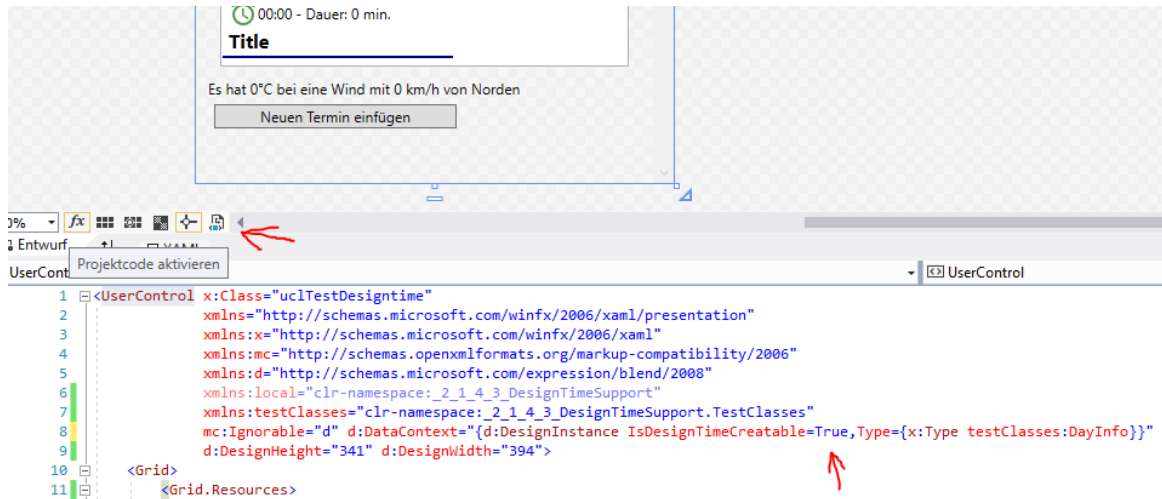 00:00 - Dauer: 0 min.
Title
Es hat 0°C bei eine Wind mit 0 km/h von Norden
Neuen Termin einfügen
0%
fx
Entwurf
XAML
Projektcode aktivieren
UserCont
UserControl
1 <UserControl x:Class="uclTestDesigntime"
2 xmlns="http://schemas.microsoft.com/winfx/2006/xaml/presentation"
3 xmlns:x="http://schemas.microsoft.com/winfx/2006/xaml"
4 xmlns:mc="http://schemas.openxmlformats.org/markup-compatibility/2006"
5 xmlns:d="http://schemas.microsoft.com/expression/blend/2008"
6 xmlns:local="clr-namespace:_2_1_4_3_DesignTimeSupport"
7 xmlns:testClasses="clr-namespace:_2_1_4_3_DesignTimeSupport.TestClasses"
8 mc:Ignorable="d" d:DataContext="{d:DesignInstance IsDesignTimeCreatable=True,Type={x:Type testClasses:DayInfo}}"
9 d:DesignHeight="341" d:DesignWidth="394">
10 <Grid>
11 <Grid.Resources>